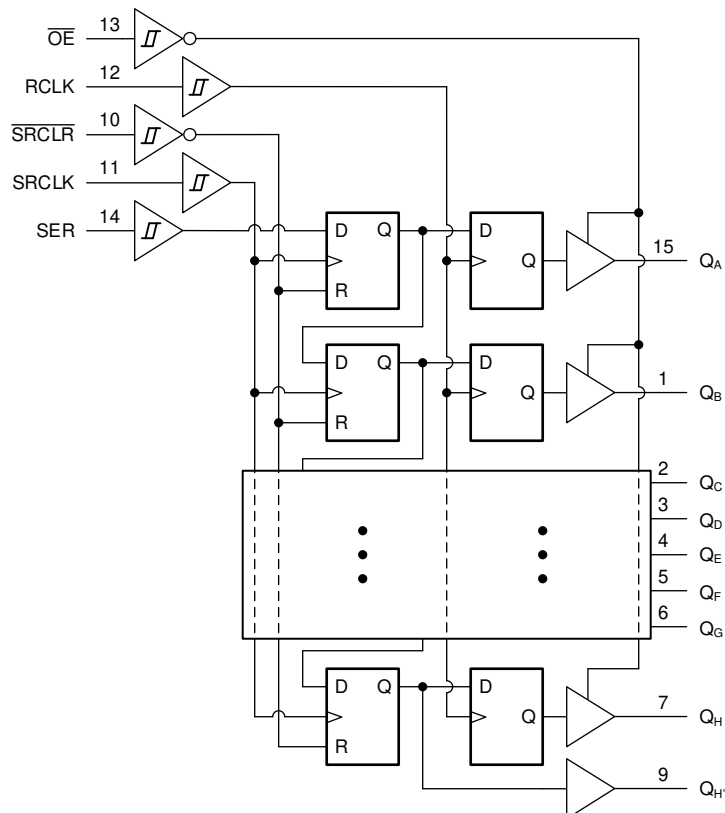 OE 13
RCLK 12
SRCLR 10
SRCLK 11
SER 14
D Q D
Q 15 QA
R
D Q D
Q 1 QB
R
2 QC
3 QD
4 QE
5 QF
6 QG
D Q D
Q 7 QH
R
9 QH'